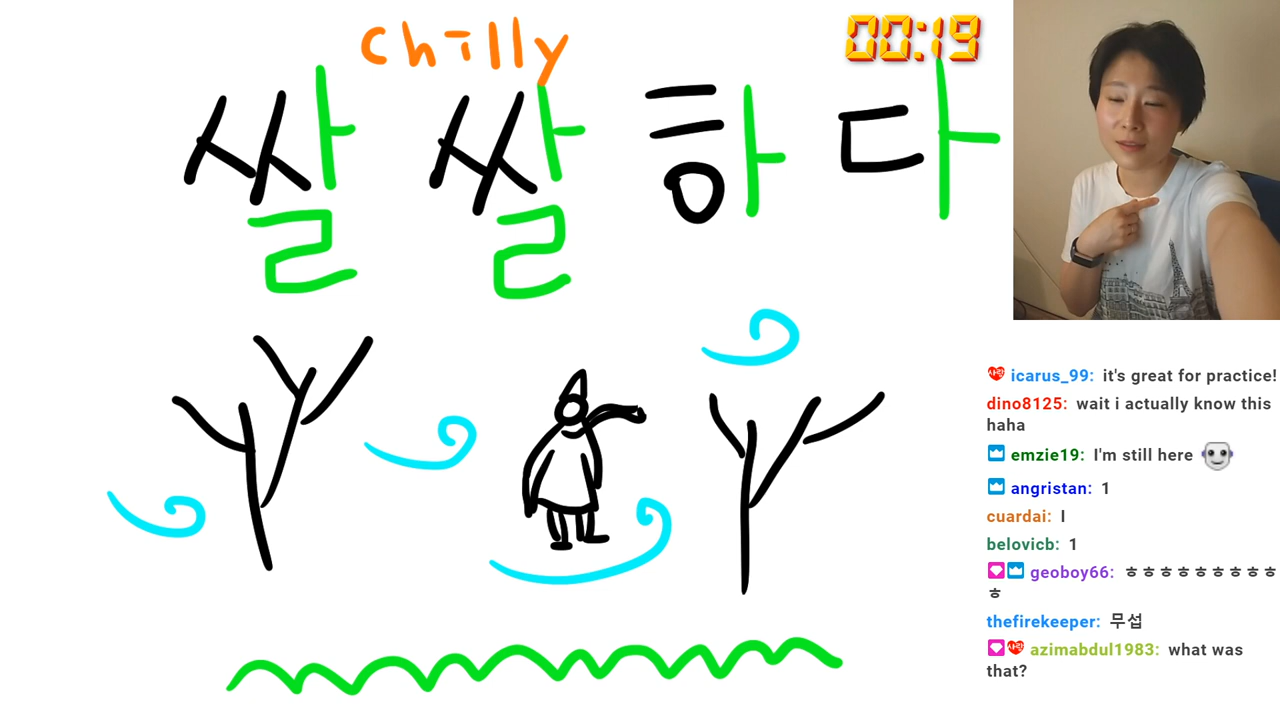 chilly
00:19
쌀쌀하다
icarus_99: it's great for practice!
dino8125: wait i actually know this
haha
emzie19: I'm still here
angristan: 1
cuardai: I
belovicb: 1
geoboy66: ㅎㅎㅎㅎㅎㅎㅎㅎㅎ
ㅎ
thefirekeeper: 무섭
azimabdul1983: what was
that?